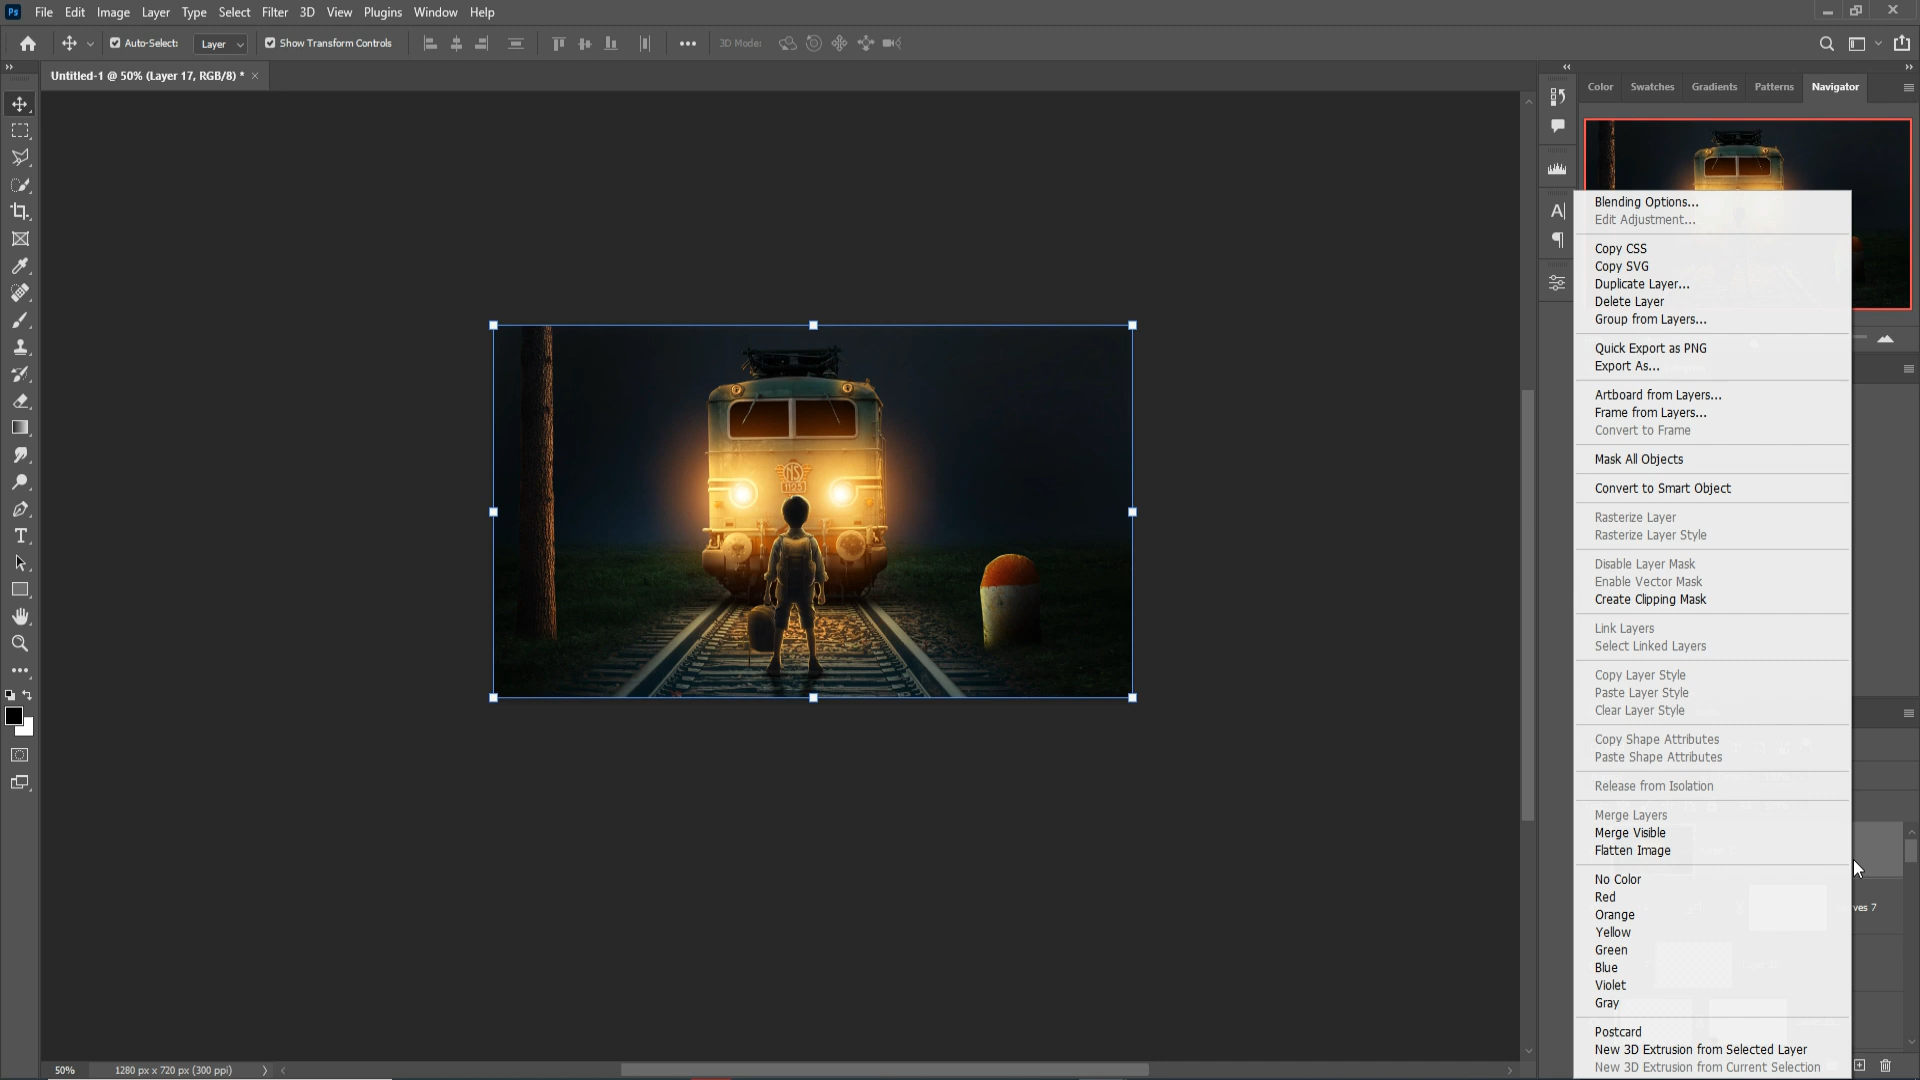 Ps File Edit Image Layer Type Select Filter 3D View Plugins Window Help
Auto-Select: Layer Show Transform Controls 3D Mode:
Untitled-1 @ 50% (Layer 17, RGB/8) *
Color Swatches Gradients Patterns Navigator
Blending Options...
Edit Adjustment...
Copy CSS
Copy SVG
Duplicate Layer...
Delete Layer
Group from Layers...
Quick Export as PNG
Export As...
Artboard from Layers...
Frame from Layers...
Convert to Frame
Mask All Objects
Convert to Smart Object
Rasterize Layer
Rasterize Layer Style
Disable Layer Mask
Enable Vector Mask
Create Clipping Mask
Link Layers
Select Linked Layers
Copy Layer Style
Paste Layer Style
Clear Layer Style
Copy Shape Attributes
Paste Shape Attributes
Release from Isolation
Merge Layers
Merge Visible
Flatten Image
No Color
Red
Orange
Yellow
Green
Blue
Violet
Gray
Postcard
New 3D Extrusion from Selected Layer
New 3D Extrusion from Current Selection
ves 7
NS
1125
50% 1280 px x 720 px (300 ppi)